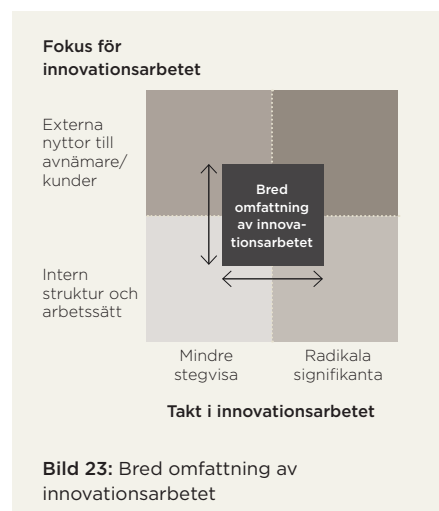 Fokus för
innovationsarbetet
Externa
nyttor till
avnämare/
kunder
Bred
omfattning
av innova-
tionsarbetet
Intern
struktur och
arbetssätt
Mindre
stegvisa
Radikala
signifikanta
Takt i innovationsarbetet
Bild 23: Bred omfattning av
innovationsarbetet